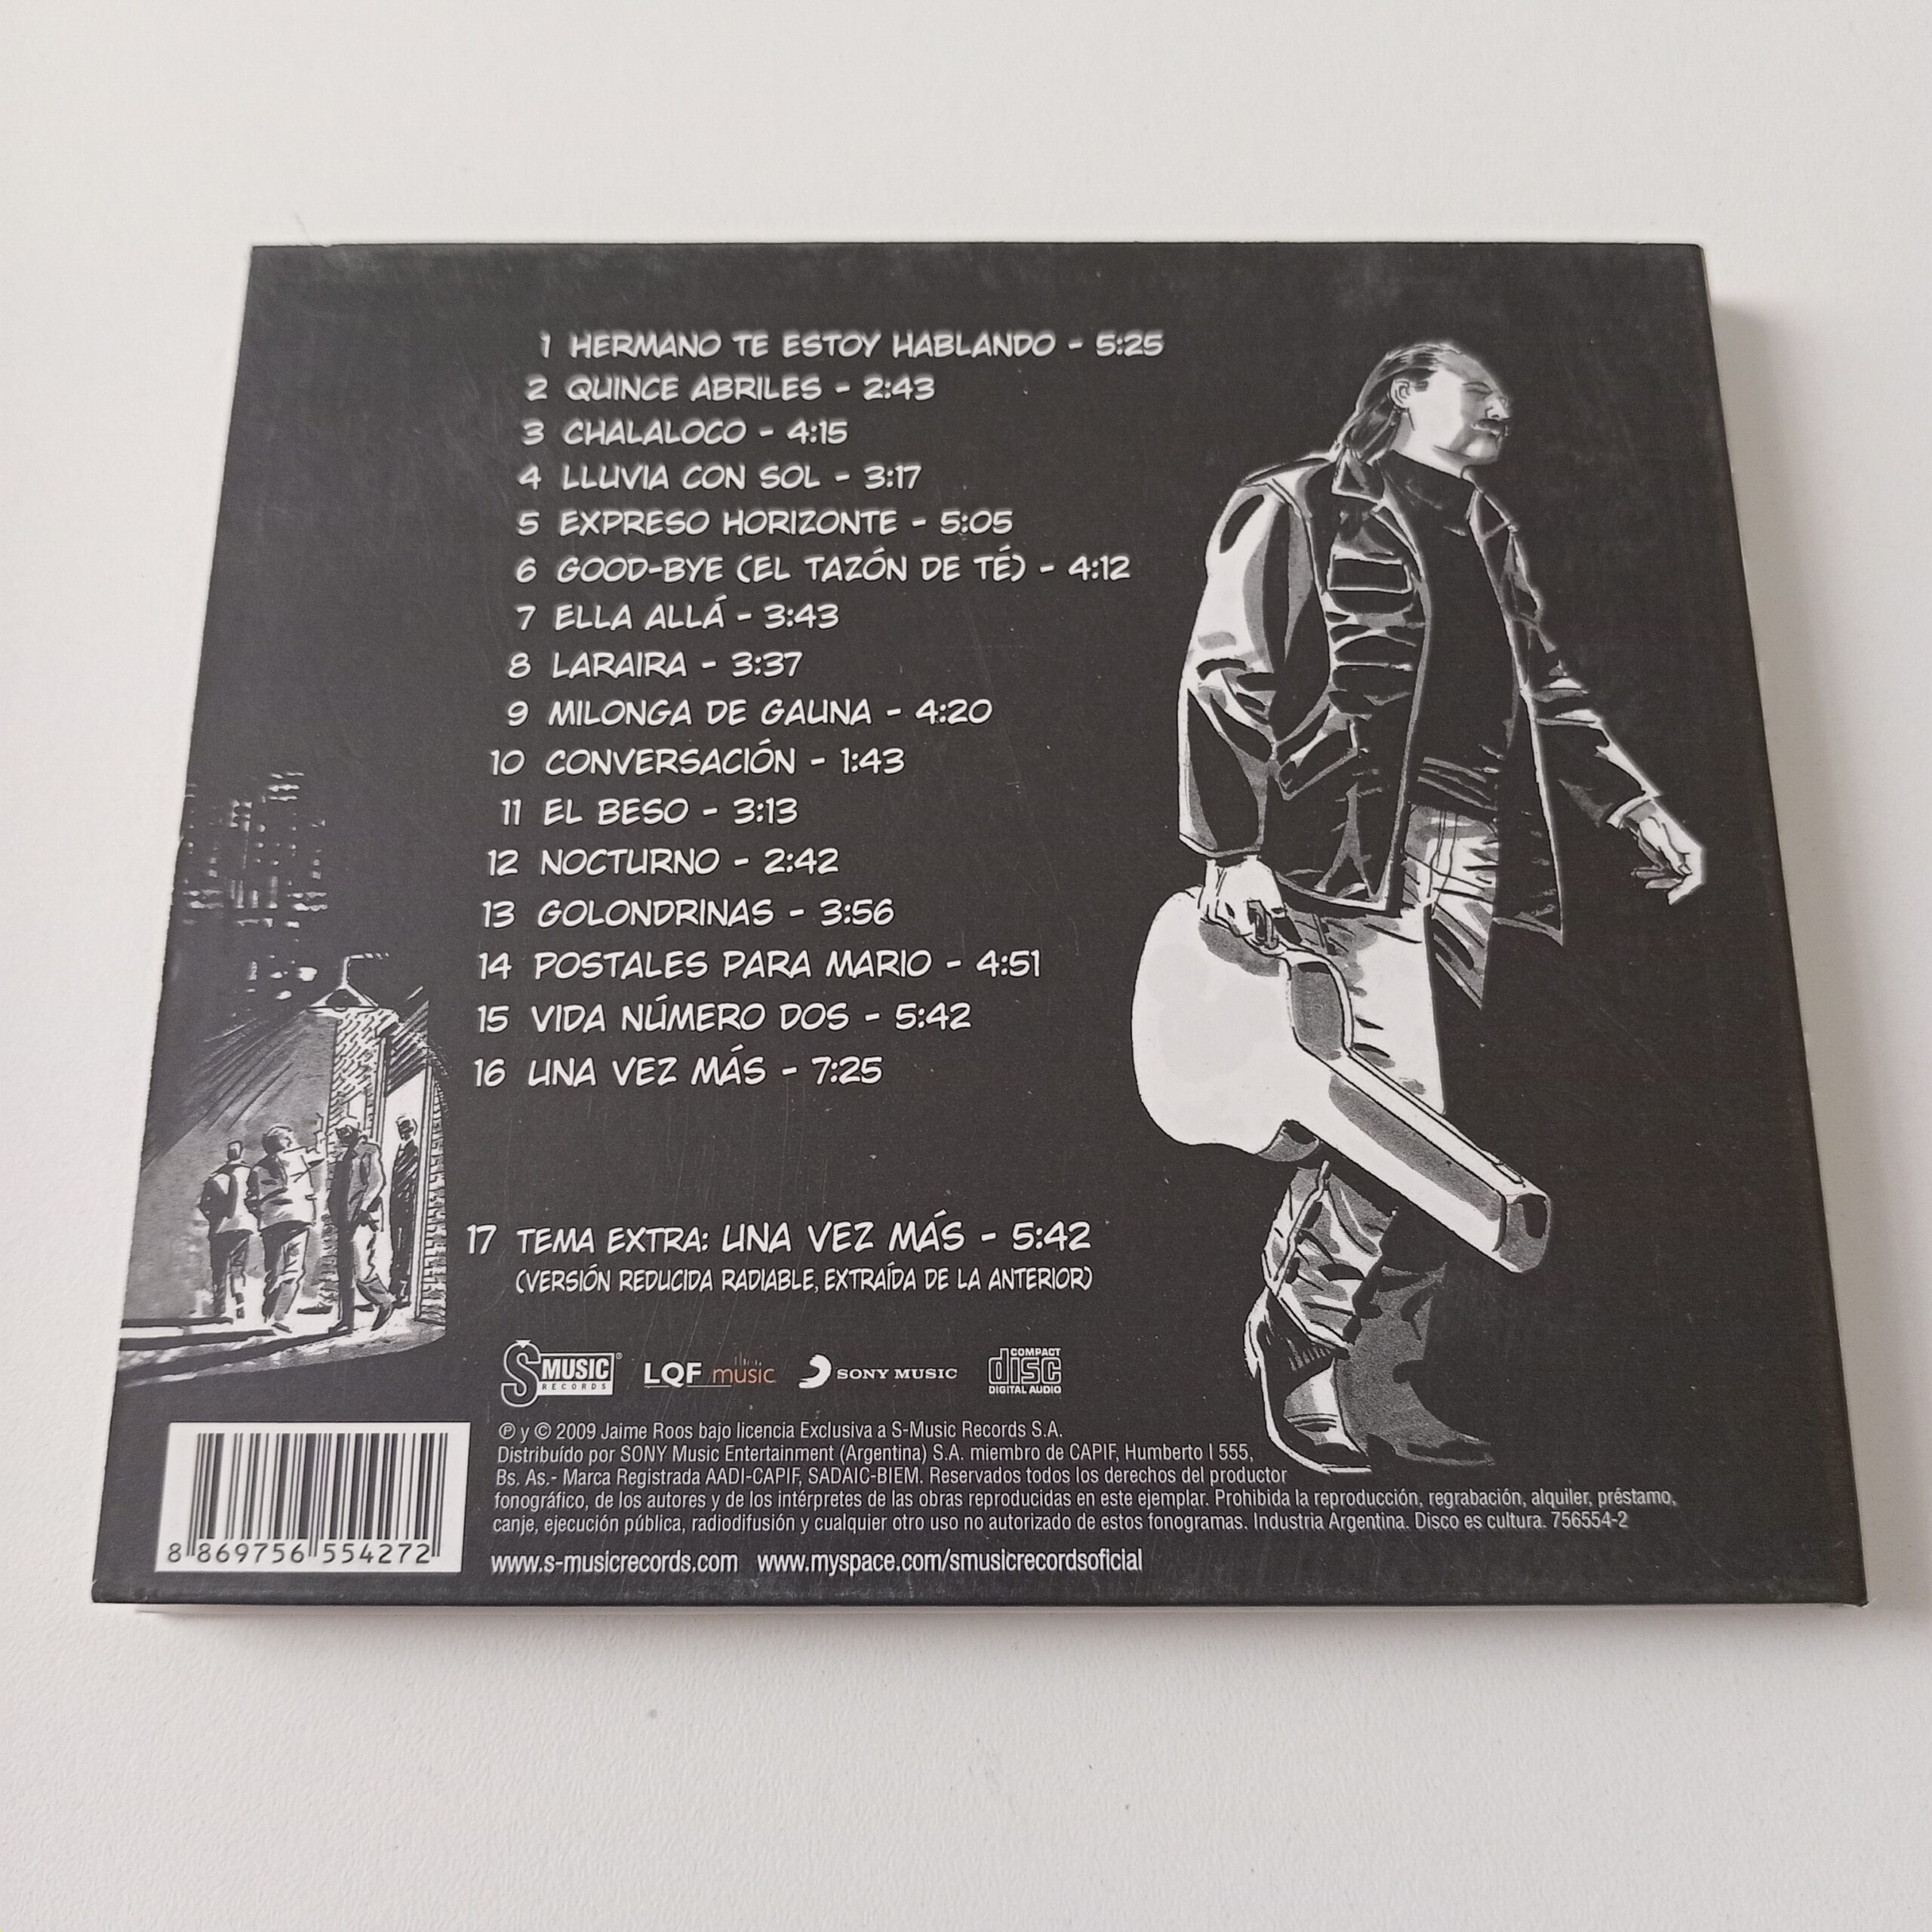 1 HERMANO TE ESTOY HABLANDO - 5:25
2 QUINCE ABRILES - 2:43
3 CHALALOCO - 4:15
4 LLUVIA CON SOL - 3:17
5 EXPRESO HORIZONTE - 5:05
6 GOOD-BYE (EL TAZÓN DE TÉ) - 4:12
7 ELLA ALLÁ - 3:43
8 LARAIRA - 3:37
9 MILONGA DE GAUNA - 4:20
10 CONVERSACIÓN - 1:43
11 EL BESO - 3:13
12 NOCTURNO - 2:42
13 GOLONDRINAS - 3:56
14 POSTALES PARA MARIO - 4:51
15 VIDA NÚMERO DOS - 5:42
16 UNA VEZ MÁS - 7:25
17 TEMA EXTRA: UNA VEZ MÁS - 5:42
(VERSIÓN REDUCIDA RADIABLE, EXTRAÍDA DE LA ANTERIOR)
S MUSIC® RECORDS LQF music SONY MUSIC COMPACT disc DIGITAL AUDIO
℗ y © 2009 Jaime Roos bajo licencia Exclusiva a S-Music Records S.A.
Distribuído por SONY Music Entertainment (Argentina) S.A. miembro de CAPIF, Humberto I 555,
Bs. As.- Marca Registrada AADI-CAPIF, SADAIC-BIEM. Reservados todos los derechos del productor
fonográfico, de los autores y de los intérpretes de las obras reproducidas en este ejemplar. Prohibida la reproducción, regrabación, alquiler, préstamo,
canje, ejecución pública, radiodifusión y cualquier otro uso no autorizado de estos fonogramas. Industria Argentina. Disco es cultura. 756554-2
www.s-musicrecords.com www.myspace.com/smusicrecordsoficial
8 869756 554272